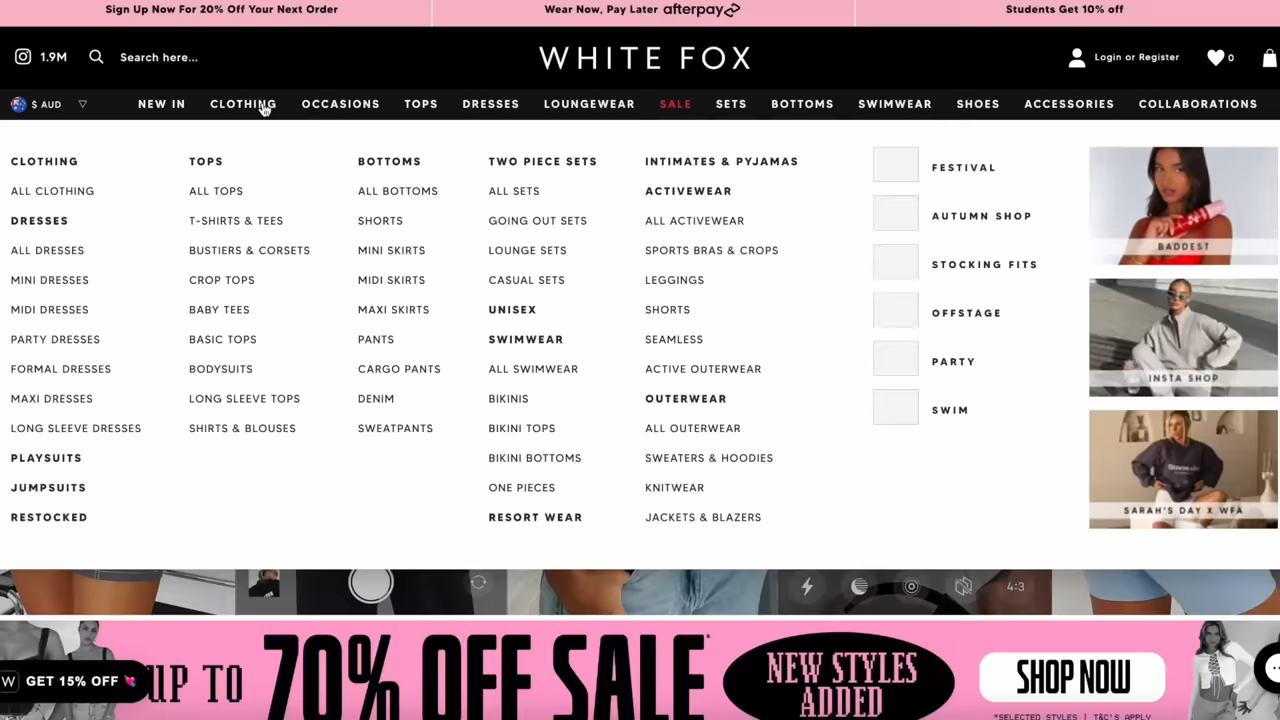 Sign Up Now For 20% Off Your Next Order
Wear Now, Pay Later afterpay
Students Get 10% off
1.9M
Search here...
WHITE FOX
Login or Register
0
$ AUD
NEW IN
CLOTHING
OCCASIONS
TOPS
DRESSES
LOUNGEWEAR
SALE
SETS
BOTTOMS
SWIMWEAR
SHOES
ACCESSORIES
COLLABORATIONS
CLOTHING
ALL CLOTHING
DRESSES
ALL DRESSES
MINI DRESSES
MIDI DRESSES
PARTY DRESSES
FORMAL DRESSES
MAXI DRESSES
LONG SLEEVE DRESSES
PLAYSUITS
JUMPSUITS
RESTOCKED
TOPS
ALL TOPS
T-SHIRTS & TEES
BUSTIERS & CORSETS
CROP TOPS
BABY TEES
BASIC TOPS
BODYSUITS
LONG SLEEVE TOPS
SHIRTS & BLOUSES
BOTTOMS
ALL BOTTOMS
SHORTS
MINI SKIRTS
MIDI SKIRTS
MAXI SKIRTS
PANTS
CARGO PANTS
DENIM
SWEATPANTS
TWO PIECE SETS
ALL SETS
GOING OUT SETS
LOUNGE SETS
CASUAL SETS
UNISEX
SWIMWEAR
ALL SWIMWEAR
BIKINIS
BIKINI TOPS
BIKINI BOTTOMS
ONE PIECES
RESORT WEAR
INTIMATES & PYJAMAS
ACTIVEWEAR
ALL ACTIVEWEAR
SPORTS BRAS & CROPS
LEGGINGS
SHORTS
SEAMLESS
ACTIVE OUTERWEAR
OUTERWEAR
ALL OUTERWEAR
SWEATERS & HOODIES
KNITWEAR
JACKETS & BLAZERS
FESTIVAL
AUTUMN SHOP
STOCKING FITS
OFFSTAGE
PARTY
SWIM
BADDEST
INSTA SHOP
SARAH'S DAY X WFA
4:3
W GET 15% OFF
UP TO
70% OFF SALE*
NEW STYLES
ADDED
SHOP NOW
*SELECTED STYLES | T&C'S APPLY